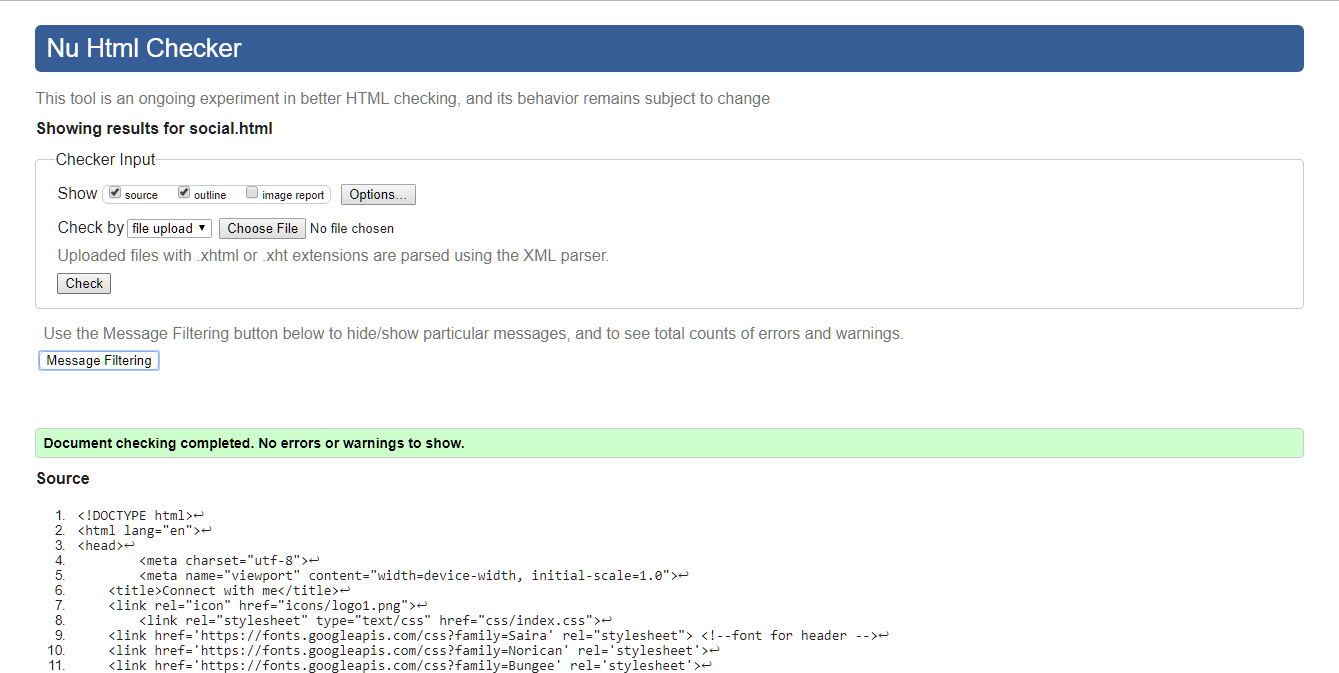 Nu Html Checker
This tool is an ongoing experiment in better HTML checking, and its behavior remains subject to change
Showing results for social.html
Checker Input
Show source outline image report Options...
Check by file upload ▼ Choose File No file chosen
Uploaded files with .xhtml or .xht extensions are parsed using the XML parser.
Check
Use the Message Filtering button below to hide/show particular messages, and to see total counts of errors and warnings.
Message Filtering
Document checking completed. No errors or warnings to show.
Source
1. <!DOCTYPE html>↩
2. <html lang="en">↩
3. <head>↩
4. <meta charset="utf-8">↩
5. <meta name="viewport" content="width=device-width, initial-scale=1.0">↩
6. <title>Connect with me</title>↩
7. <link rel="icon" href="icons/logo1.png">↩
8. <link rel="stylesheet" type="text/css" href="css/index.css">↩
9. <link href='https://fonts.googleapis.com/css?family=Saira' rel="stylesheet"> <!--font for header -->↩
10. <link href='https://fonts.googleapis.com/css?family=Norican' rel='stylesheet'>↩
11. <link href='https://fonts.googleapis.com/css?family=Bungee' rel='stylesheet'>↩